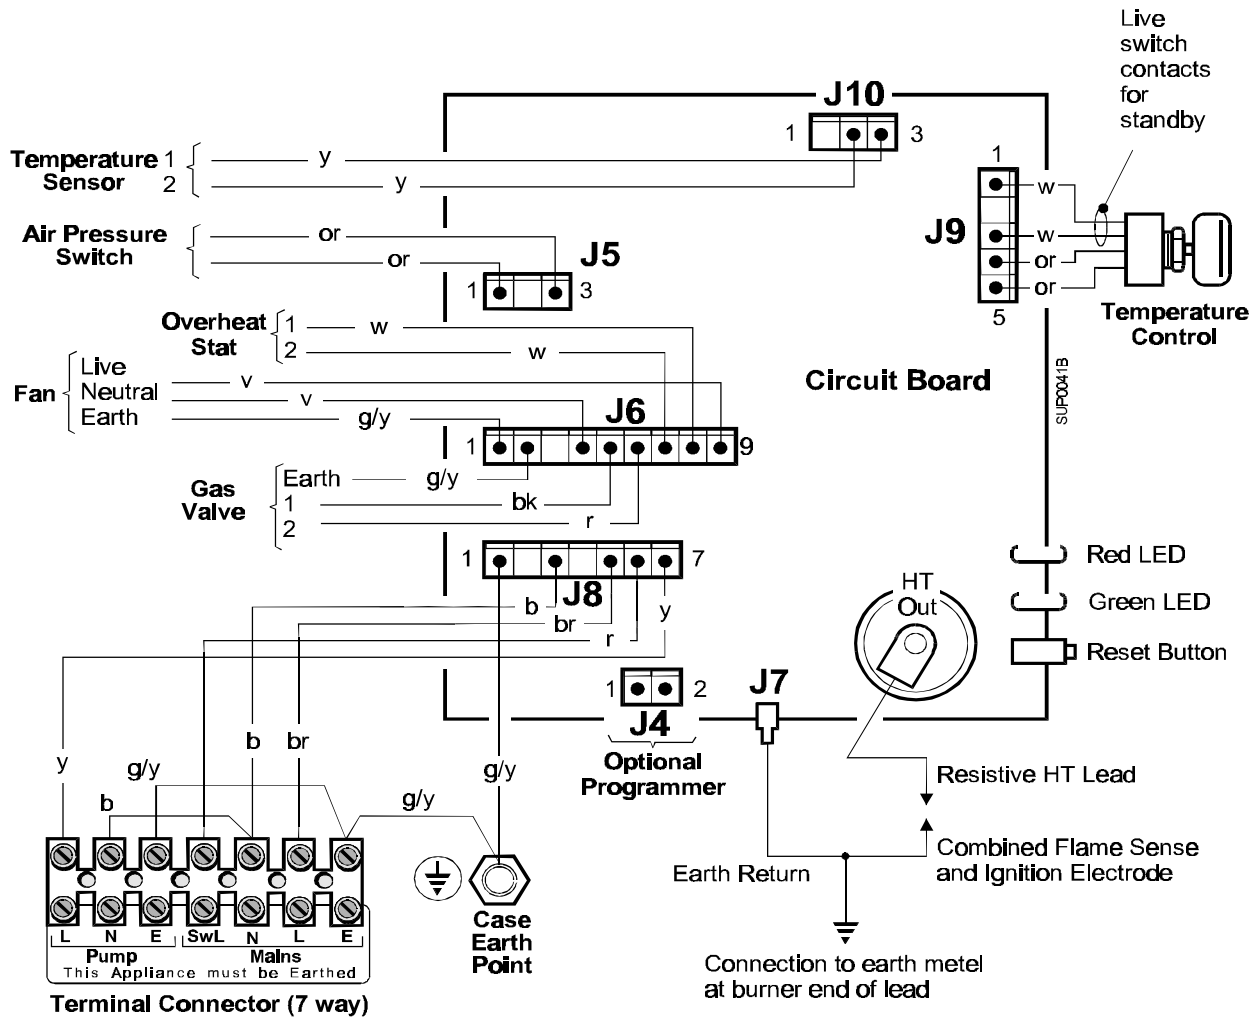 Live
switch
contacts
for
standby
J10
1
3
Temperature 1
Sensor 2
y
y
1
J9
w
w
or
or
5
Temperature
Control
Air Pressure
Switch
or
or
J5
1
3
Overheat 1
Stat 2
w
w
Circuit Board
SUP0041B
Fan
Live
Neutral
Earth
v
v
g/y
J6
1
9
Gas
Valve
Earth
1
2
g/y
bk
r
1
7
J8
b
br
r
y
Red LED
Green LED
Reset Button
HT
Out
1
2
J4
Optional
Programmer
J7
y
g/y
b
b
br
g/y
g/y
Resistive HT Lead
Combined Flame Sense
and Ignition Electrode
Earth Return
Connection to earth metel
at burner end of lead
Case
Earth
Point
L N E SwL N L E
Pump Mains
This Appliance must be Earthed
Terminal Connector (7 way)